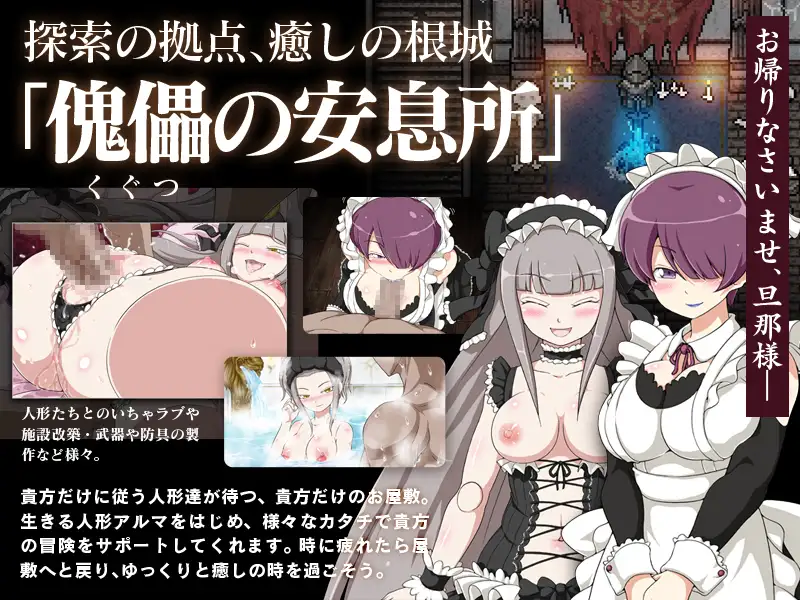 探索の拠点、癒しの根城
「傀儡の安息所」
くぐつ
お帰りなさいませ、旦那様―
人形たちとのいちゃラブや
施設改築・武器や防具の製
作など様々。
貴方だけに従う人形達が待つ、貴方だけのお屋敷。
生きる人形アルマをはじめ、様々なカタチで貴方
の冒険をサポートしてくれます。時に疲れたら屋
敷へと戻り、ゆっくりと癒しの時を過ごそう。